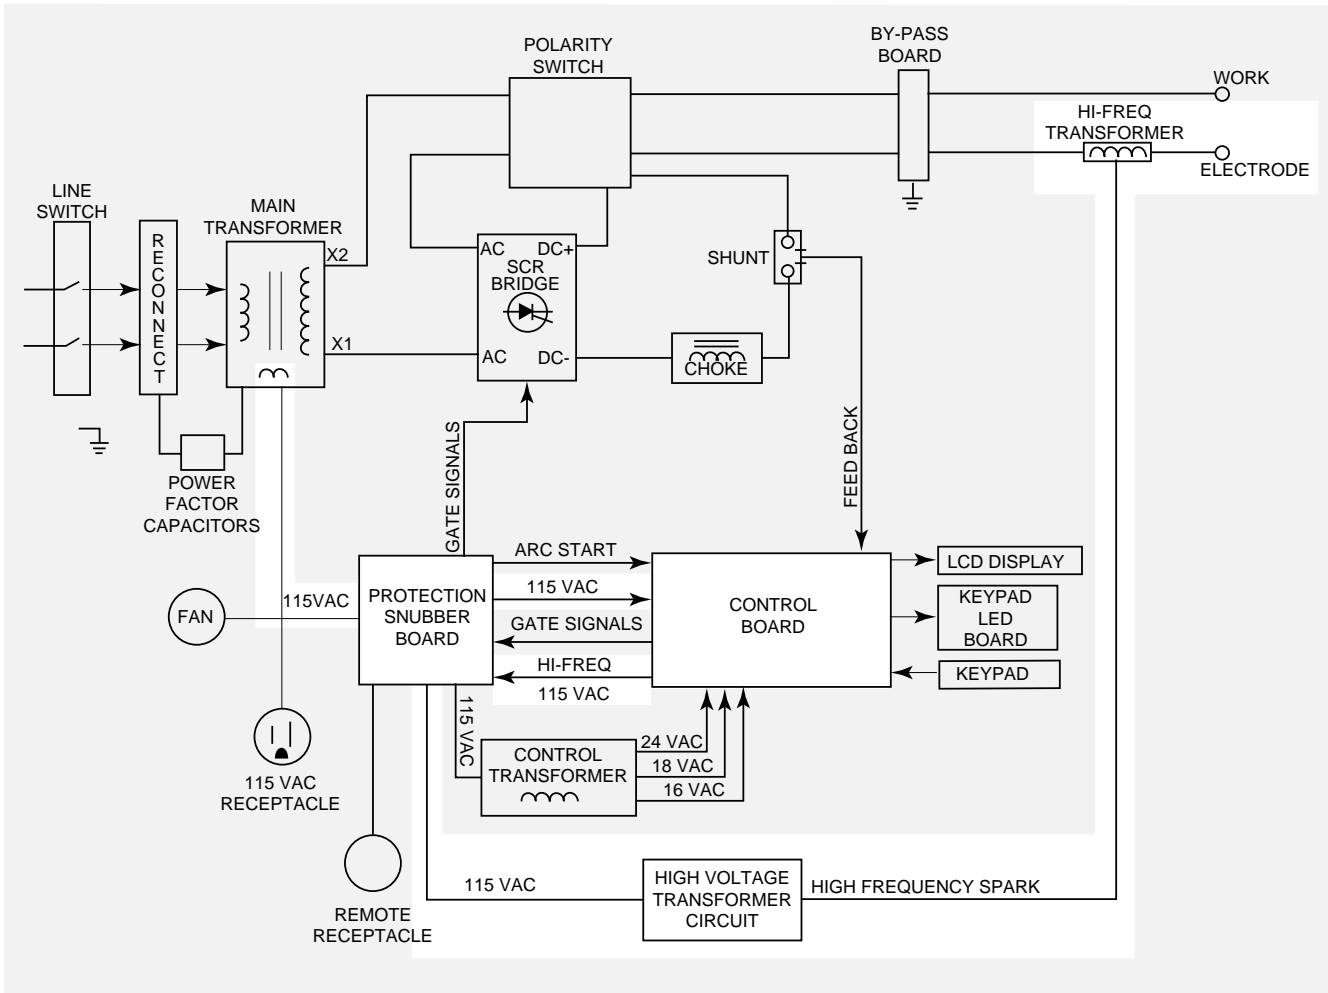 POLARITY
SWITCH
BY-PASS
BOARD
WORK
HI-FREQ
TRANSFORMER
ELECTRODE
LINE
SWITCH
MAIN
TRANSFORMER
RECONNECT
X2
X1
AC DC+
SCR
BRIDGE
AC DC-
SHUNT
CHOKE
POWER
FACTOR
CAPACITORS
GATE SIGNALS
FEED BACK
ARC START
115 VAC
GATE SIGNALS
HI-FREQ
115 VAC
LCD DISPLAY
KEYPAD
LED
BOARD
KEYPAD
FAN
115VAC
PROTECTION
SNUBBER
BOARD
CONTROL
BOARD
115 VAC
CONTROL
TRANSFORMER
24 VAC
18 VAC
16 VAC
115 VAC
RECEPTACLE
REMOTE
RECEPTACLE
115 VAC
HIGH VOLTAGE
TRANSFORMER
CIRCUIT
HIGH FREQUENCY SPARK